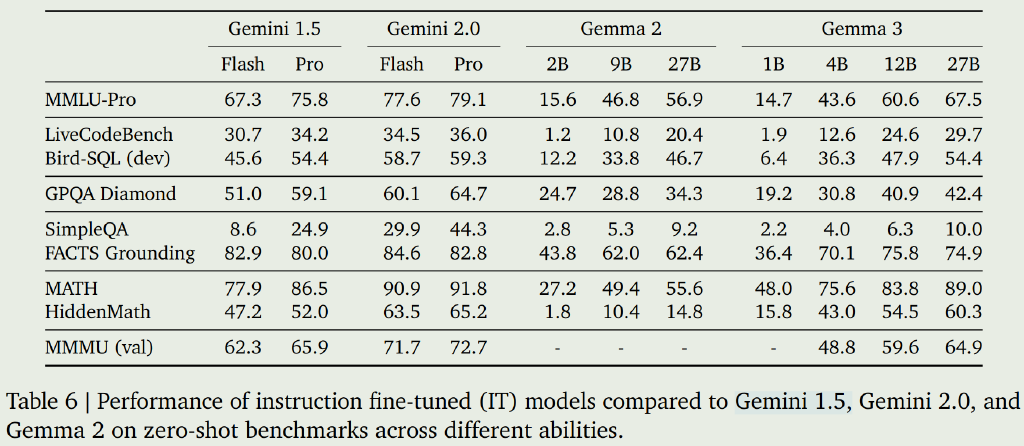 Gemini 1.5 Gemini 2.0 Gemma 2 Gemma 3
Flash Pro Flash Pro 2B 9B 27B 1B 4B 12B 27B
MMLU-Pro 67.3 75.8 77.6 79.1 15.6 46.8 56.9 14.7 43.6 60.6 67.5
LiveCodeBench 30.7 34.2 34.5 36.0 1.2 10.8 20.4 1.9 12.6 24.6 29.7
Bird-SQL (dev) 45.6 54.4 58.7 59.3 12.2 33.8 46.7 6.4 36.3 47.9 54.4
GPQA Diamond 51.0 59.1 60.1 64.7 24.7 28.8 34.3 19.2 30.8 40.9 42.4
SimpleQA 8.6 24.9 29.9 44.3 2.8 5.3 9.2 2.2 4.0 6.3 10.0
FACTS Grounding 82.9 80.0 84.6 82.8 43.8 62.0 62.4 36.4 70.1 75.8 74.9
MATH 77.9 86.5 90.9 91.8 27.2 49.4 55.6 48.0 75.6 83.8 89.0
HiddenMath 47.2 52.0 63.5 65.2 1.8 10.4 14.8 15.8 43.0 54.5 60.3
MMMU (val) 62.3 65.9 71.7 72.7 - - - - 48.8 59.6 64.9
Table 6 | Performance of instruction fine-tuned (IT) models compared to Gemini 1.5, Gemini 2.0, and
Gemma 2 on zero-shot benchmarks across different abilities.